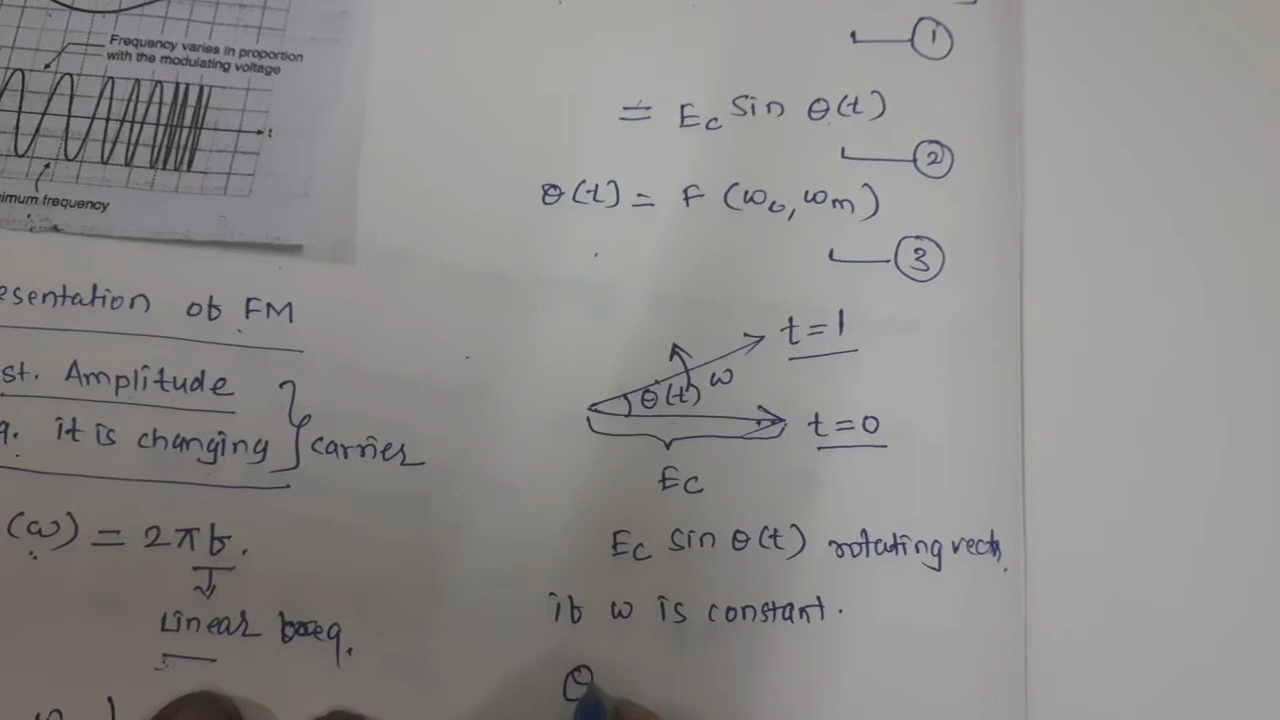 Frequency varies in proportion
with the modulating voltage
t
imum frequency
esentation of FM
st. Amplitude
q. it is changing } carrier
(ω) = 2πf.
Linear freq.
1
= Ec sin θ(t)
2
θ(t) = F (ωc, ωm)
3
t=1
θ(t) ω
t=0
Ec
Ec sin θ(t) rotating vect.
if ω is constant.
θ